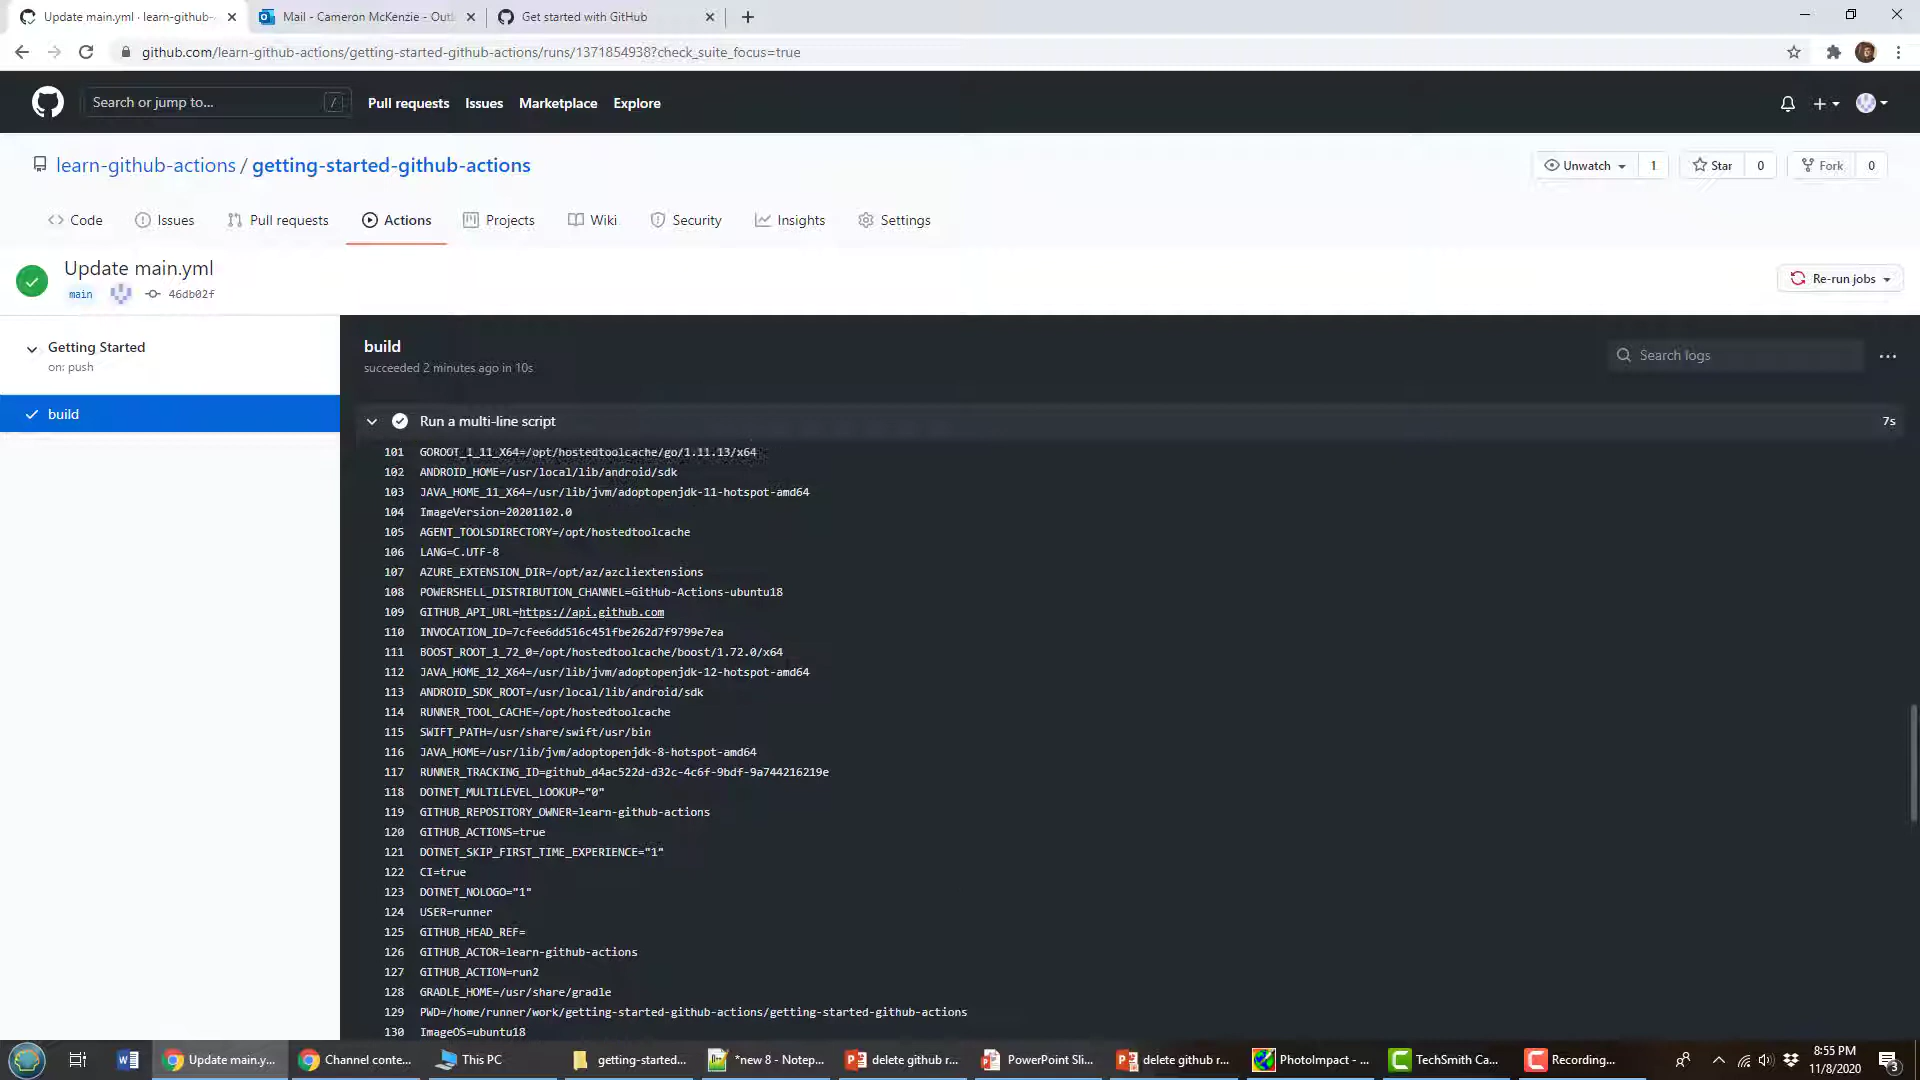 Update main.yml · learn-github-
Mail - Cameron McKenzie - Outl
Get started with GitHub
github.com/learn-github-actions/getting-started-github-actions/runs/1371854938?check_suite_focus=true
Search or jump to...
/
Pull requests
Issues
Marketplace
Explore
learn-github-actions / getting-started-github-actions
Unwatch 1
Star 0
Fork 0
Code
Issues
Pull requests
Actions
Projects
Wiki
Security
Insights
Settings
Update main.yml
main 46db02f
Re-run jobs
Getting Started
on: push
build
build
succeeded 2 minutes ago in 10s
Search logs
Run a multi-line script
7s
101 GOROOT_1_11_X64=/opt/hostedtoolcache/go/1.11.13/x64
102 ANDROID_HOME=/usr/local/lib/android/sdk
103 JAVA_HOME_11_X64=/usr/lib/jvm/adoptopenjdk-11-hotspot-amd64
104 ImageVersion=20201102.0
105 AGENT_TOOLSDIRECTORY=/opt/hostedtoolcache
106 LANG=C.UTF-8
107 AZURE_EXTENSION_DIR=/opt/az/azcliextensions
108 POWERSHELL_DISTRIBUTION_CHANNEL=GitHub-Actions-ubuntu18
109 GITHUB_API_URL=https://api.github.com
110 INVOCATION_ID=7cfee6dd516c451fbe262d7f9799e7ea
111 BOOST_ROOT_1_72_0=/opt/hostedtoolcache/boost/1.72.0/x64
112 JAVA_HOME_12_X64=/usr/lib/jvm/adoptopenjdk-12-hotspot-amd64
113 ANDROID_SDK_ROOT=/usr/local/lib/android/sdk
114 RUNNER_TOOL_CACHE=/opt/hostedtoolcache
115 SWIFT_PATH=/usr/share/swift/usr/bin
116 JAVA_HOME=/usr/lib/jvm/adoptopenjdk-8-hotspot-amd64
117 RUNNER_TRACKING_ID=github_d4ac522d-d32c-4c6f-9bdf-9a744216219e
118 DOTNET_MULTILEVEL_LOOKUP="0"
119 GITHUB_REPOSITORY_OWNER=learn-github-actions
120 GITHUB_ACTIONS=true
121 DOTNET_SKIP_FIRST_TIME_EXPERIENCE="1"
122 CI=true
123 DOTNET_NOLOGO="1"
124 USER=runner
125 GITHUB_HEAD_REF=
126 GITHUB_ACTOR=learn-github-actions
127 GITHUB_ACTION=run2
128 GRADLE_HOME=/usr/share/gradle
129 PWD=/home/runner/work/getting-started-github-actions/getting-started-github-actions
130 ImageOS=ubuntu18
Update main.y...
Channel conte...
This PC
getting-started...
*new 8 - Notep...
delete github r...
PowerPoint Sli...
delete github r...
PhotoImpact - ...
TechSmith Ca...
Recording...
8:55 PM
11/8/2020
3